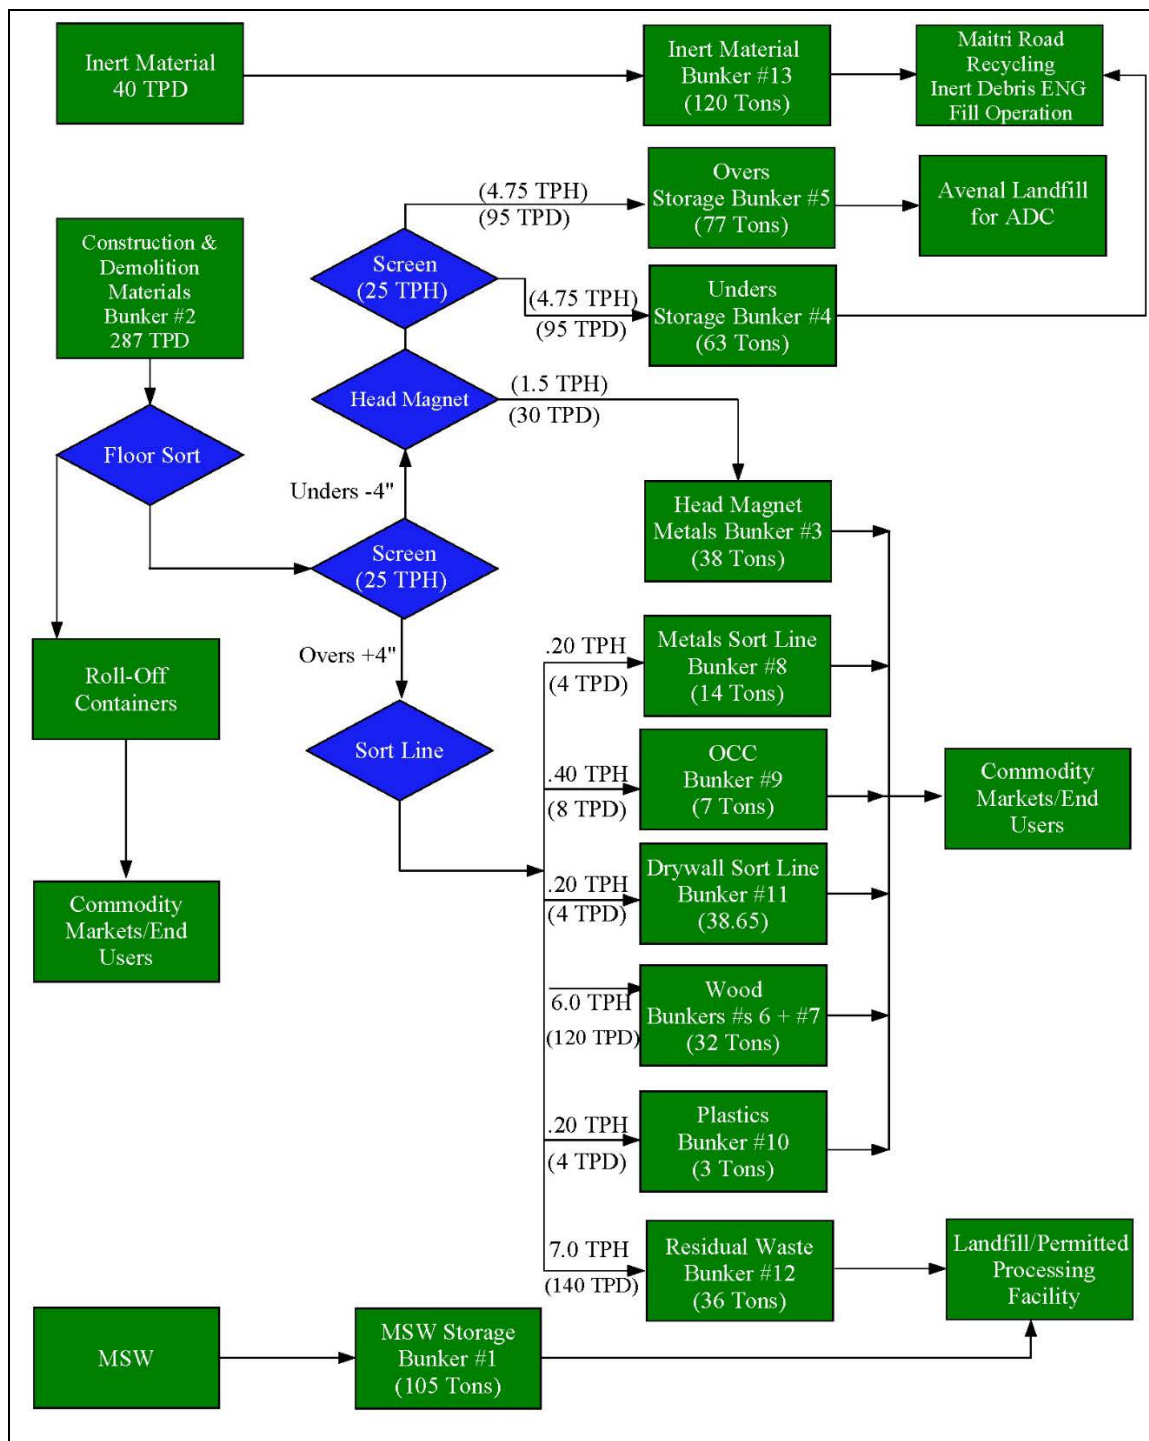 Inert Material
40 TPD
Inert Material
Bunker #13
(120 Tons)
Maitri Road
Recycling
Inert Debris ENG
Fill Operation
(4.75 TPH)
(95 TPD)
Overs
Storage Bunker #5
(77 Tons)
Avenal Landfill
for ADC
Construction &
Demolition
Materials
Bunker #2
287 TPD
Screen
(25 TPH)
(4.75 TPH)
(95 TPD)
Unders
Storage Bunker #4
(63 Tons)
Head Magnet
(1.5 TPH)
(30 TPD)
Floor Sort
Unders -4"
Head Magnet
Metals Bunker #3
(38 Tons)
Screen
(25 TPH)
Overs +4"
Roll-Off
Containers
Sort Line
.20 TPH
(4 TPD)
Metals Sort Line
Bunker #8
(14 Tons)
.40 TPH
(8 TPD)
OCC
Bunker #9
(7 Tons)
Commodity
Markets/End
Users
.20 TPH
(4 TPD)
Drywall Sort Line
Bunker #11
(38.65)
Commodity
Markets/End
Users
6.0 TPH
(120 TPD)
Wood
Bunkers #s 6 + #7
(32 Tons)
.20 TPH
(4 TPD)
Plastics
Bunker #10
(3 Tons)
7.0 TPH
(140 TPD)
Residual Waste
Bunker #12
(36 Tons)
Landfill/Permitted
Processing
Facility
MSW
MSW Storage
Bunker #1
(105 Tons)